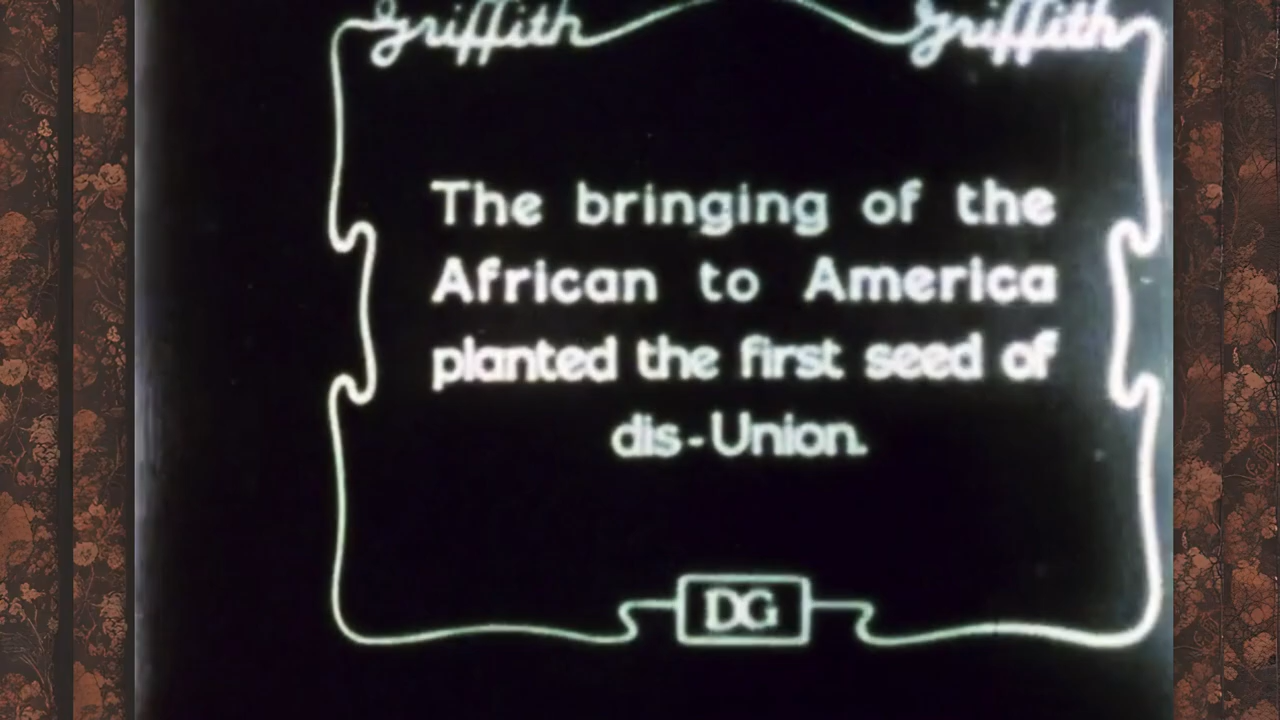 Griffith Griffith
The bringing of the
African to America
planted the first seed of
dis-Union.
DG